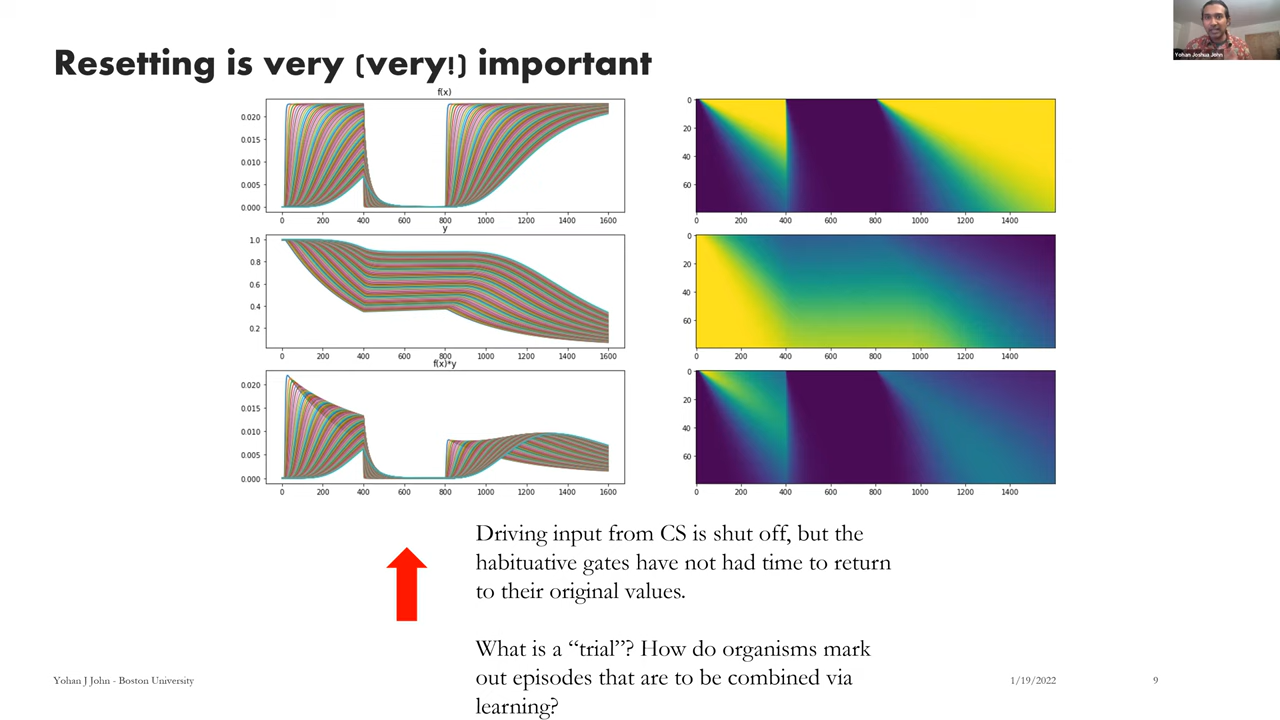 Resetting is very (very!) important
Yohan Joshua John
f(x)
0.020
0.015
0.010
0.005
0.000
0 200 400 600 800 1000 1200 1400 1600
0
20
40
60
0 200 400 600 800 1000 1200 1400
y
1.0
0.8
0.6
0.4
0.2
0 200 400 600 800 1000 1200 1400 1600
0
20
40
60
0 200 400 600 800 1000 1200 1400
f(x)*y
0.020
0.015
0.010
0.005
0.000
0 200 400 600 800 1000 1200 1400 1600
0
20
40
60
0 200 400 600 800 1000 1200 1400
Driving input from CS is shut off, but the
habituative gates have not had time to return
to their original values.
What is a “trial”? How do organisms mark
out episodes that are to be combined via
learning?
Yohan J John - Boston University
1/19/2022
9